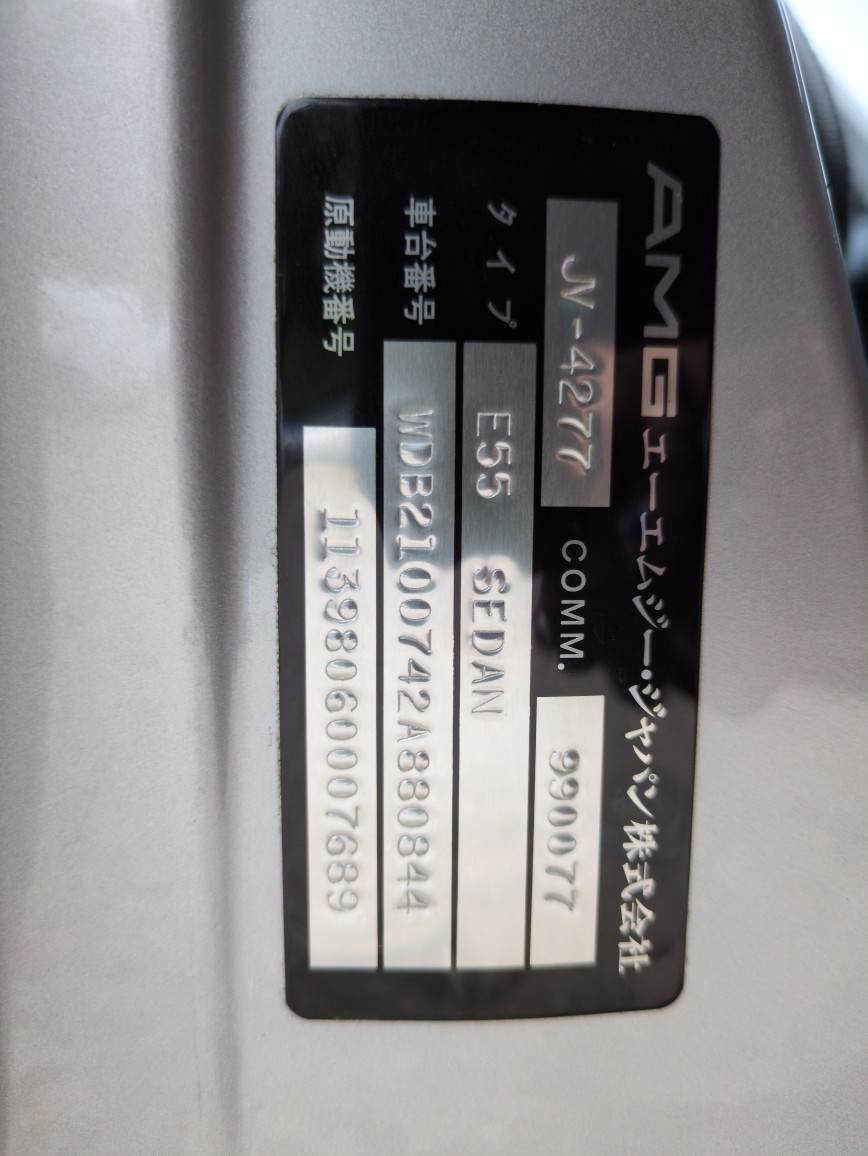 AMG エーエムジー・ジャパン株式会社
JV-4277 COMM. 990077
タイプ E55 SEDAN
車台番号 WDB2100742A880844
原動機番号 11398060007689